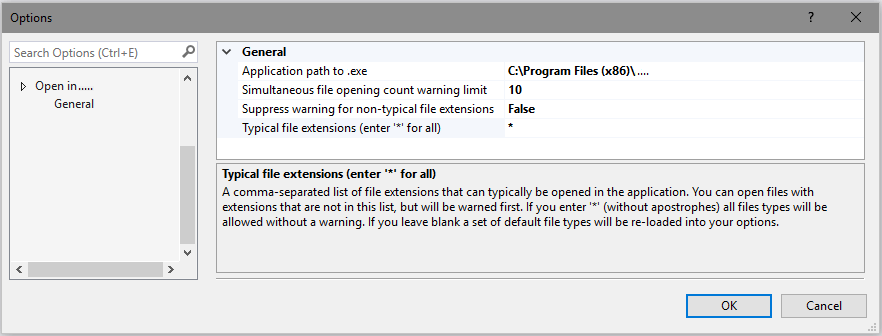 Options
?
Search Options (Ctrl+E)
Open in.....
General
General
Application path to .exe C:\Program Files (x86)\ ....
Simultaneous file opening count warning limit 10
Suppress warning for non-typical file extensions False
Typical file extensions (enter '*' for all) *
Typical file extensions (enter '*' for all)
A comma-separated list of file extensions that can typically be opened in the application. You can open files with
extensions that are not in this list, but will be warned first. If you enter '*' (without apostrophes) all files types will be
allowed without a warning. If you leave blank a set of default file types will be re-loaded into your options.
OK
Cancel